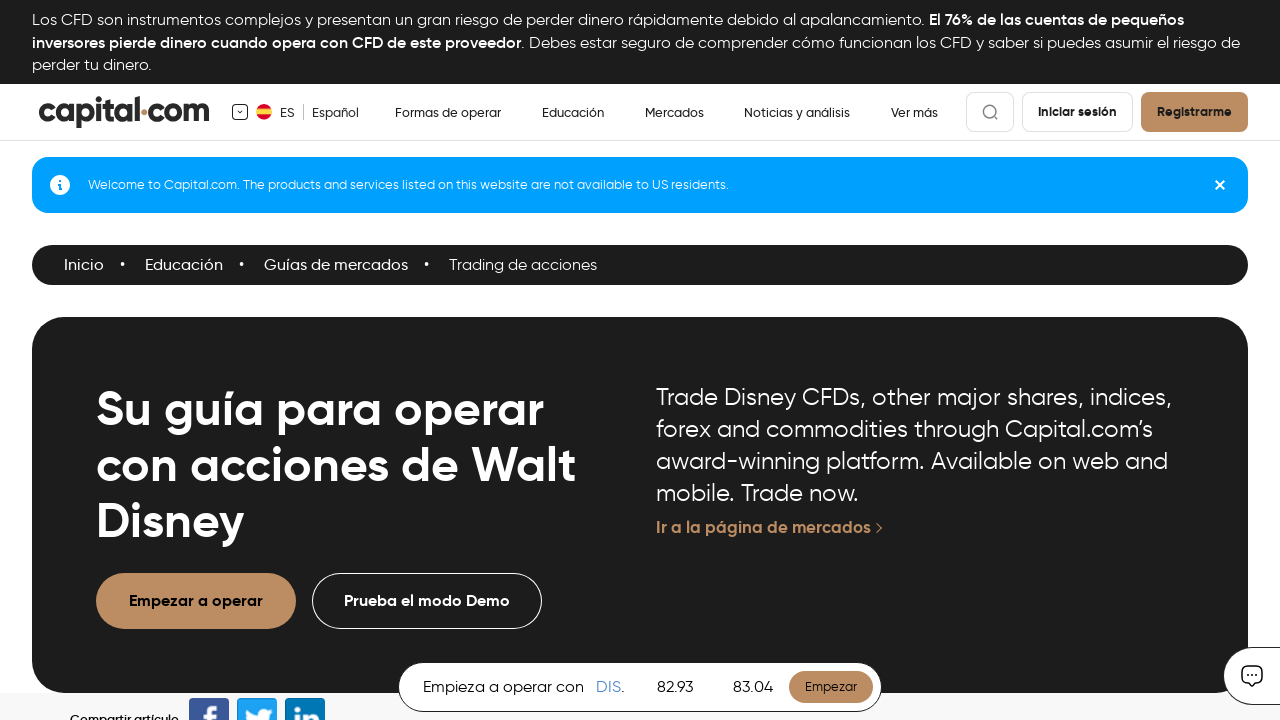 Los CFD son instrumentos complejos y presentan un gran riesgo de perder dinero rápidamente debido al apalancamiento. El 76% de las cuentas de pequeños
inversores pierde dinero cuando opera con CFD de este proveedor. Debes estar seguro de comprender cómo funcionan los CFD y saber si puedes asumir el riesgo de
perder tu dinero.
capital.com ES Español Formas de operar Educación Mercados Noticias y análisis Ver más Iniciar sesión Registrarme
Welcome to Capital.com. The products and services listed on this website are not available to US residents.
Inicio • Educación • Guías de mercados • Trading de acciones
Su guía para operar
con acciones de Walt
Disney
Trade Disney CFDs, other major shares, indices,
forex and commodities through Capital.com’s
award-winning platform. Available on web and
mobile. Trade now.
Ir a la página de mercados
Empezar a operar Prueba el modo Demo
Empieza a operar con DIS. 82.93 83.04 Empezar
Compartir artículo